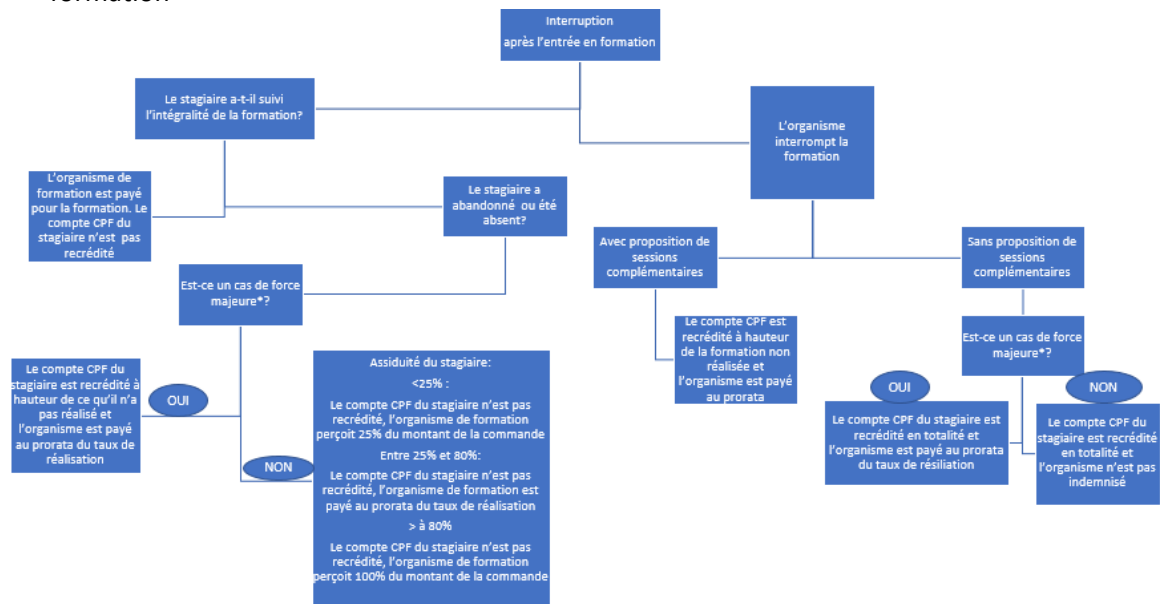 formation
Interruption
après l'entrée en formation
Le stagiaire a-t-il suivi
l'intégralité de la formation?
L'organisme
interrompt la
formation
L'organisme de
formation est payé
pour la formation. Le
compte CPF du
stagiaire n'est pas
recrédité
Le stagiaire a
abandonné ou été
absent?
Avec proposition de
sessions
complémentaires
Sans proposition de
sessions
complémentaires
Est-ce un cas de force
majeure*?
Le compte CPF est
recrédité à hauteur
de la formation non
réalisée et
l'organisme est payé
au prorata
Est-ce un cas de force
majeure*?
Le compte CPF du
stagiaire est recrédité à
hauteur de ce qu'il n'a
pas réalisé et
l'organisme est payé
au prorata du taux de
réalisation
OUI
NON
Assiduité du stagiaire:
<25% :
Le compte CPF du stagiaire n'est pas
recrédité, l'organisme de formation
perçoit 25% du montant de la commande
Entre 25% et 80%:
Le compte CPF du stagiaire n'est pas
recrédité, l'organisme de formation est
payé au prorata du taux de réalisation
> à 80%
Le compte CPF du stagiaire n'est pas
recrédité, l'organisme de formation
perçoit 100% du montant de la commande
OUI
NON
Le compte CPF du stagiaire est
recrédité en totalité et
l'organisme est payé au prorata
du taux de résiliation
Le compte CPF du
stagiaire est recrédité
en totalité et
l'organisme n'est pas
indemnisé